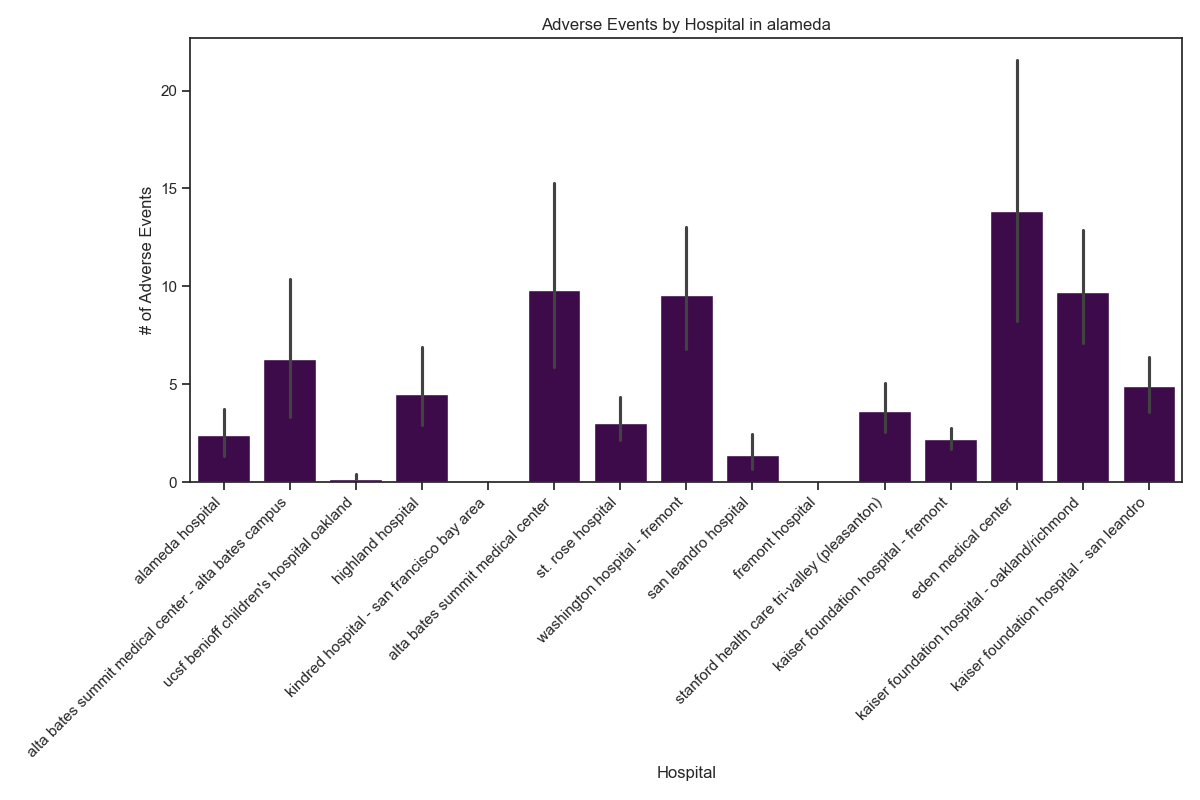 Adverse Events by Hospital in alameda
# of Adverse Events
20
15
10
5
0
alameda hospital
alta bates summit medical center - alta bates campus
ucsf benioff children's hospital oakland
highland hospital
kindred hospital - san francisco bay area
alta bates summit medical center
st. rose hospital
washington hospital - fremont
san leandro hospital
fremont hospital
stanford health care tri-valley (pleasanton)
kaiser foundation hospital - fremont
eden medical center
kaiser foundation hospital - oakland/richmond
kaiser foundation hospital - san leandro
Hospital